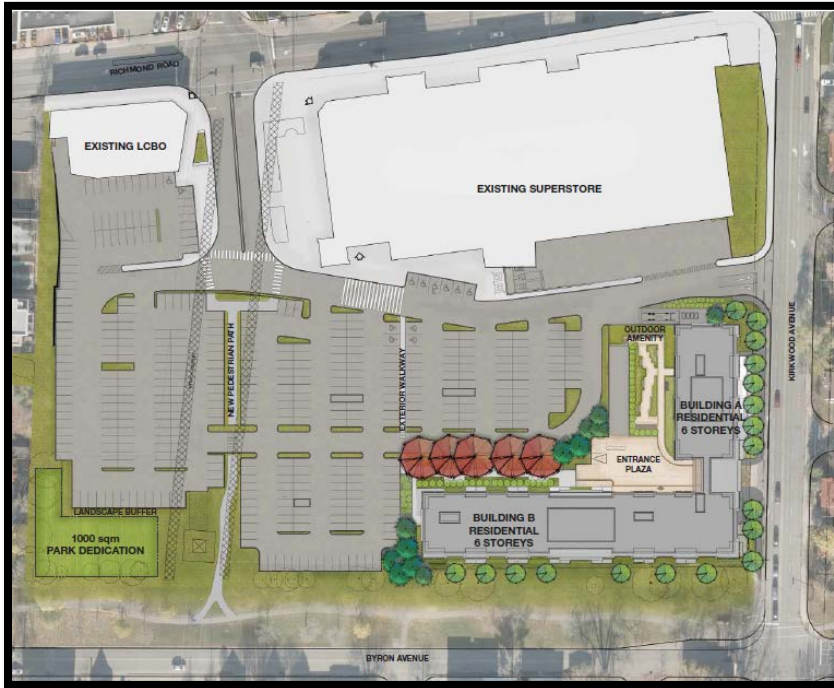 RICHMOND ROAD
EXISTING LCBO
EXISTING SUPERSTORE
KIRKWOOD AVENUE
NEW PEDESTRIAN PATH
EXTERIOR WALKWAY
OUTDOOR
AMENITY
BUILDING A
RESIDENTIAL
6 STOREYS
ENTRANCE
PLAZA
LANDSCAPE BUFFER
1000 sqm
PARK DEDICATION
BUILDING B
RESIDENTIAL
6 STOREYS
BYRON AVENUE